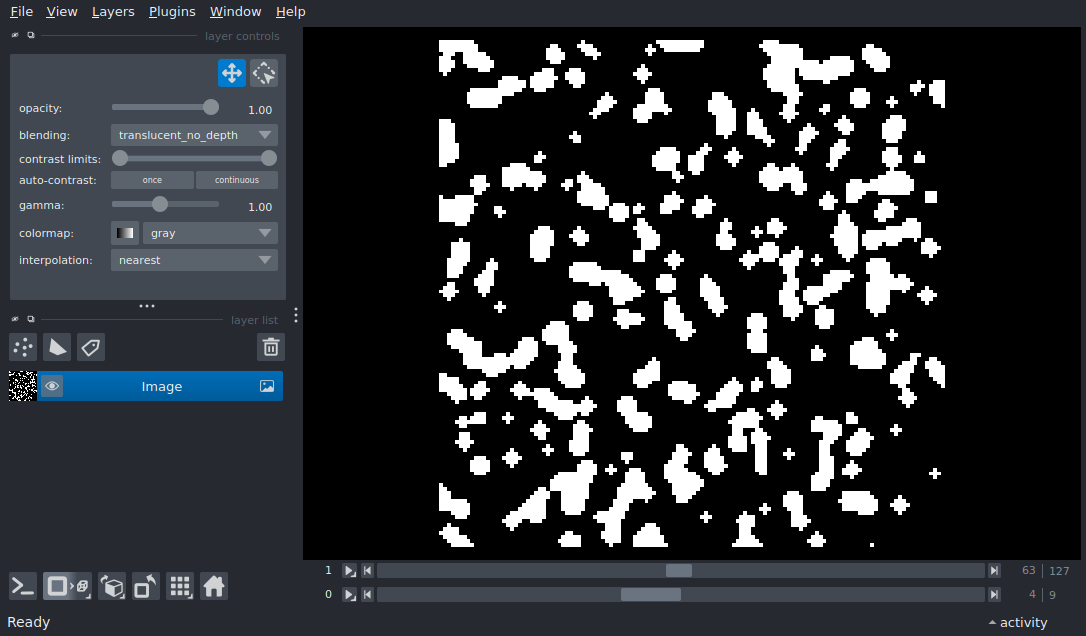 File View Layers Plugins Window Help
layer controls
opacity: 1.00
blending: translucent_no_depth
contrast limits:
auto-contrast: once continuous
gamma: 1.00
colormap: gray
interpolation: nearest
layer list
Image
1 63 127
0 4 9
Ready activity